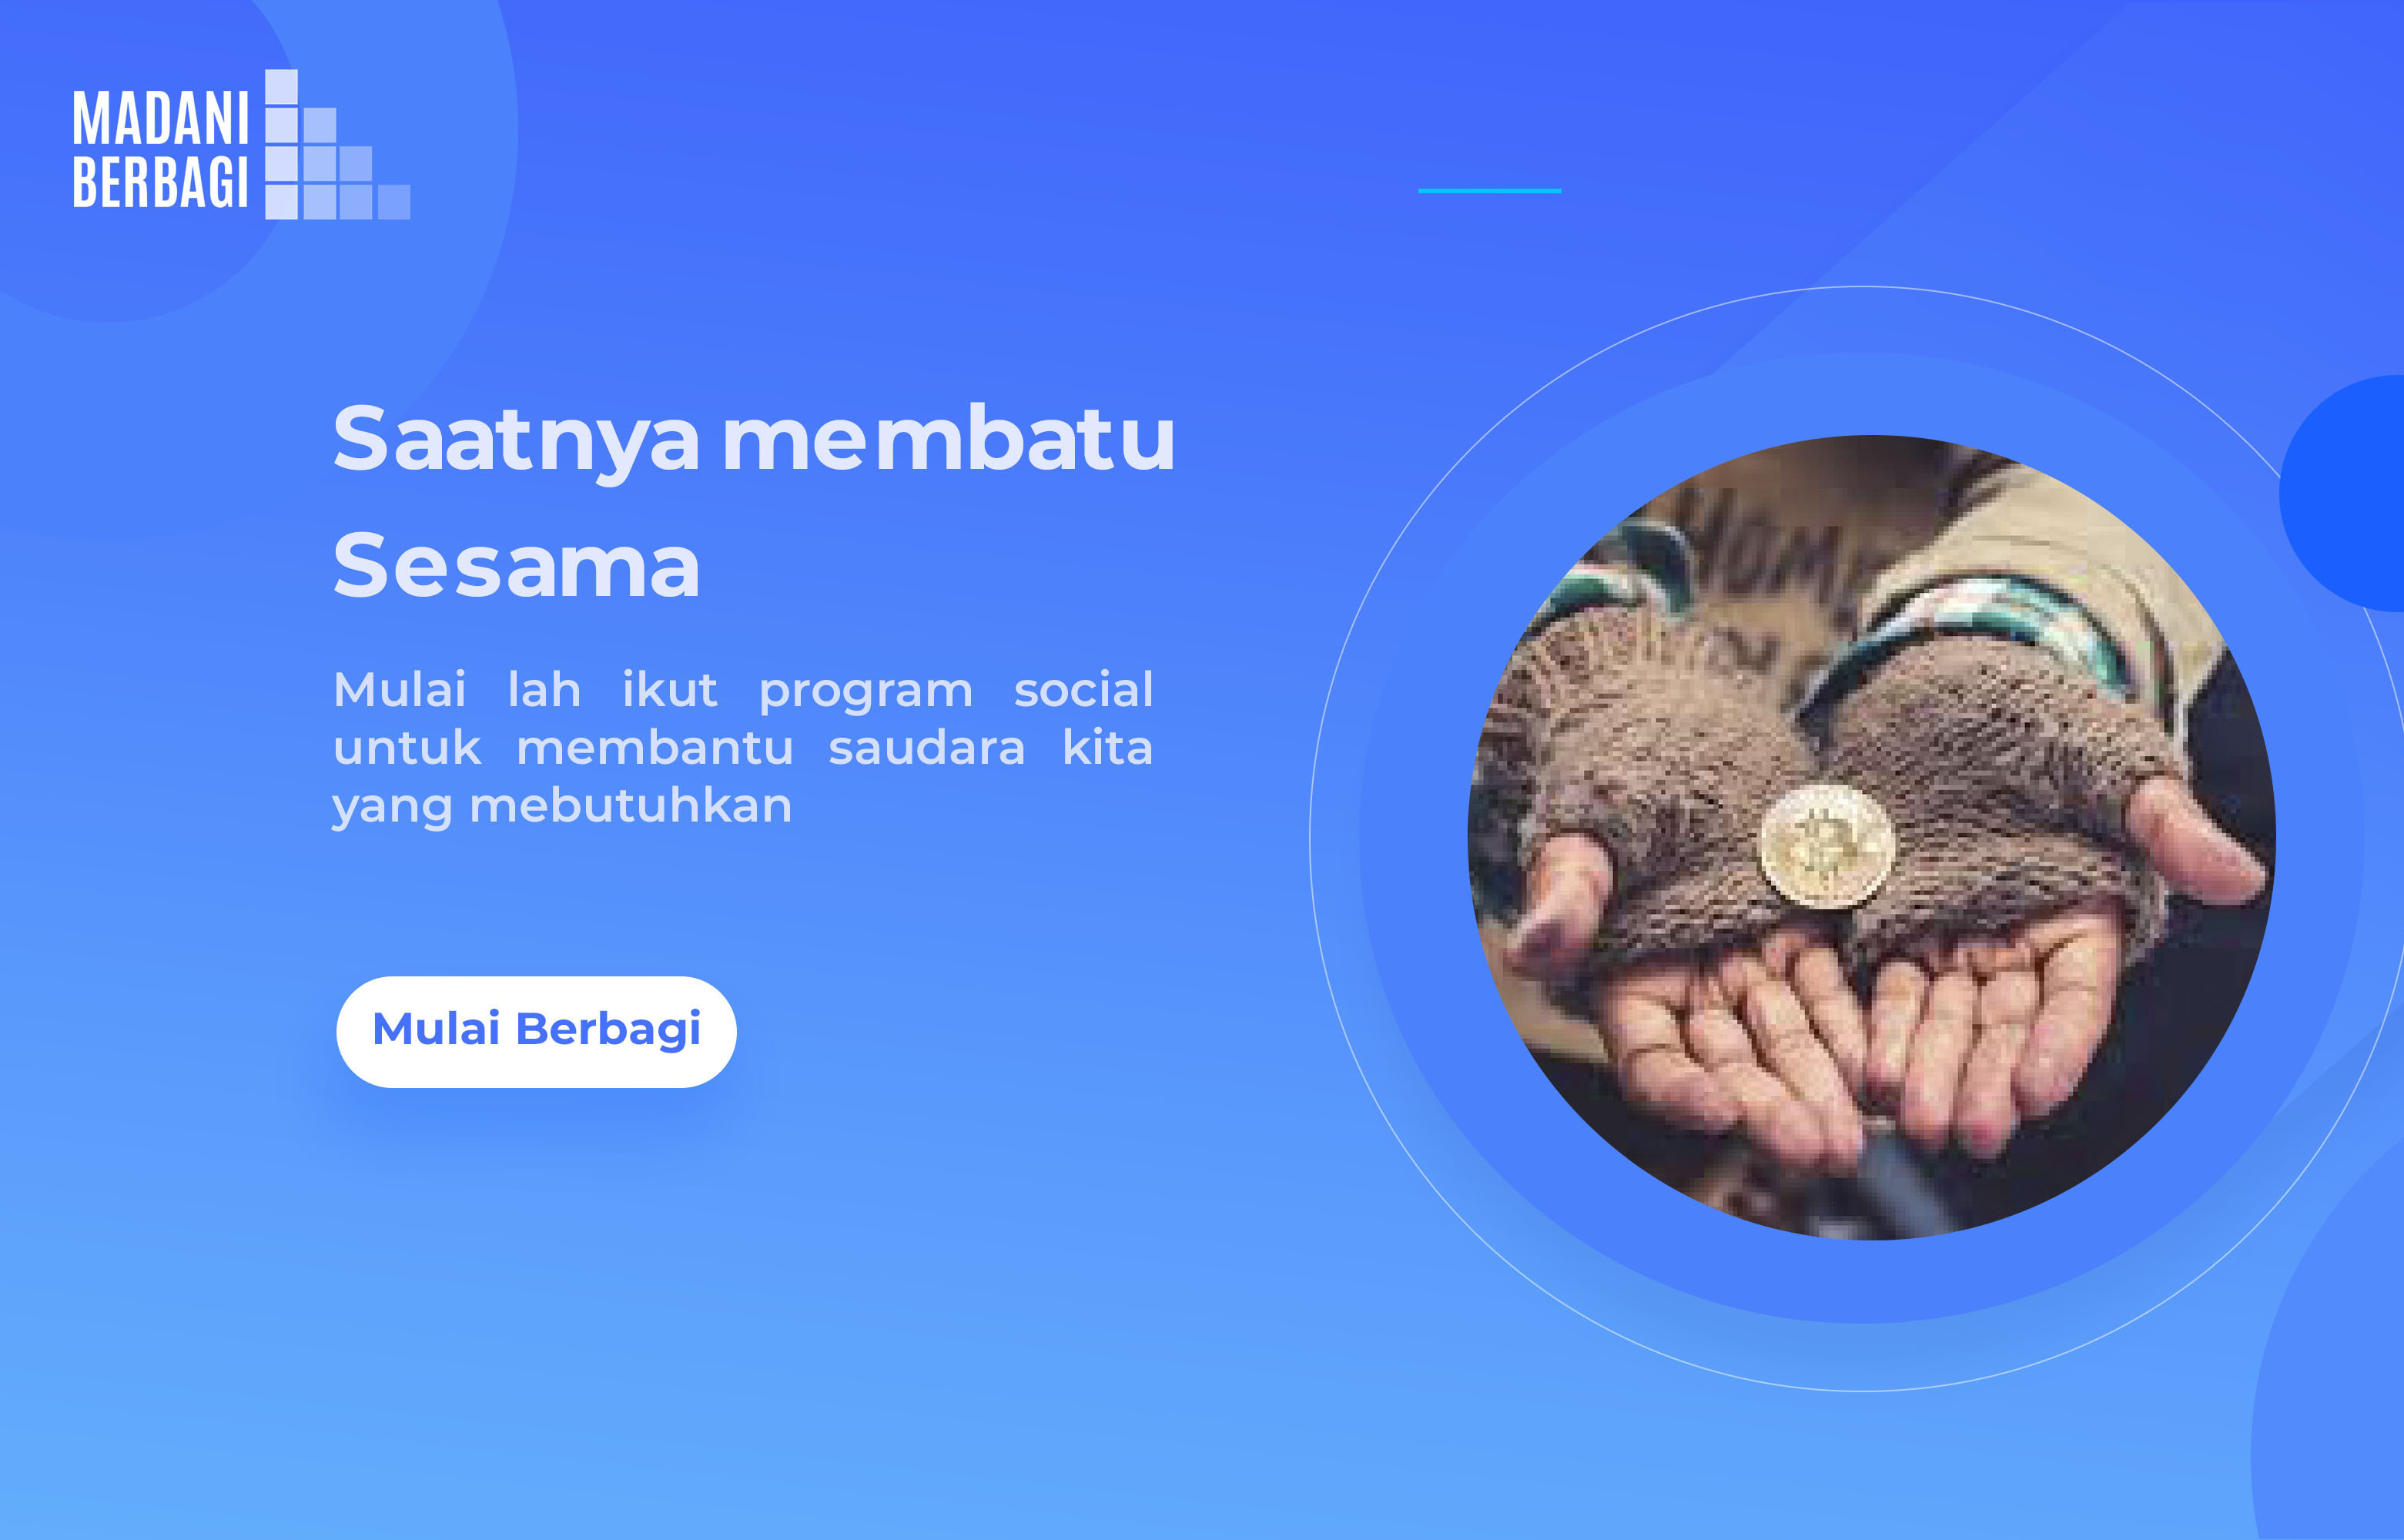 MADANI
BERBAGI
Saatnya membatu
Sesama
Mulai lah ikut program social
untuk membantu saudara kita
yang mebutuhkan
Mulai Berbagi